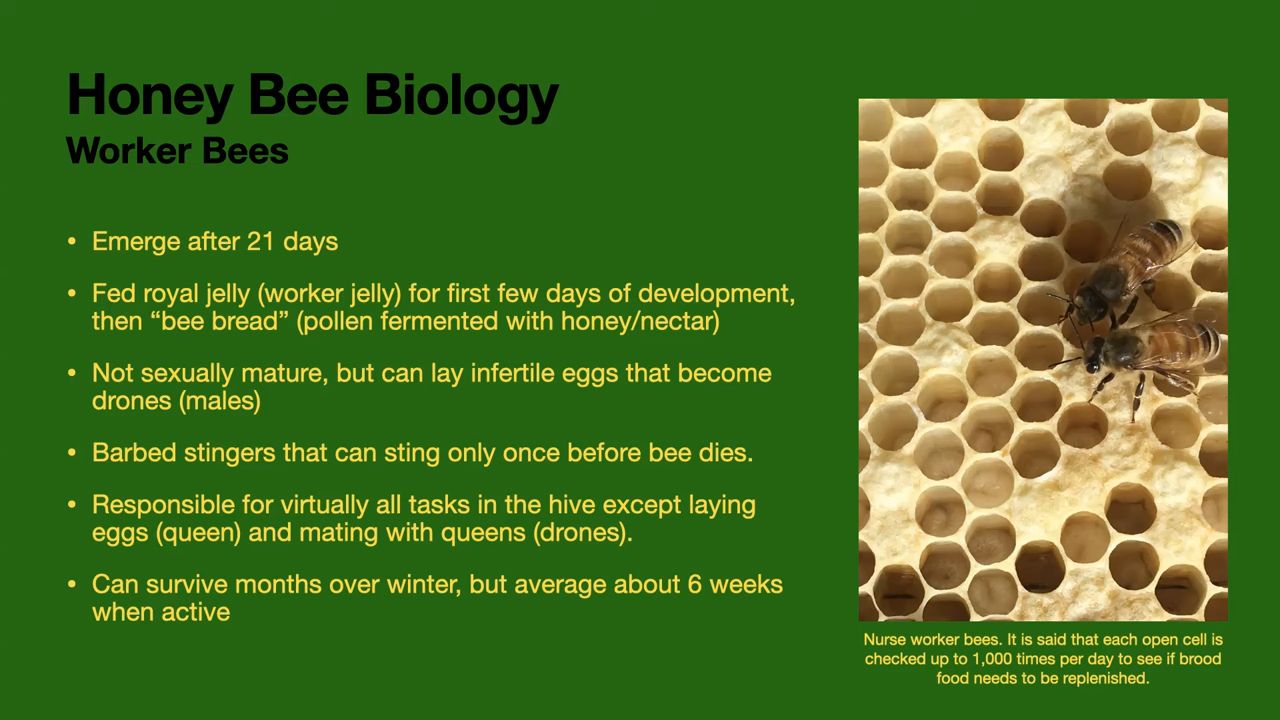 Honey Bee Biology
Worker Bees
• Emerge after 21 days
• Fed royal jelly (worker jelly) for first few days of development,
then “bee bread” (pollen fermented with honey/nectar)
• Not sexually mature, but can lay infertile eggs that become
drones (males)
• Barbed stingers that can sting only once before bee dies.
• Responsible for virtually all tasks in the hive except laying
eggs (queen) and mating with queens (drones).
• Can survive months over winter, but average about 6 weeks
when active
Nurse worker bees. It is said that each open cell is
checked up to 1,000 times per day to see if brood
food needs to be replenished.